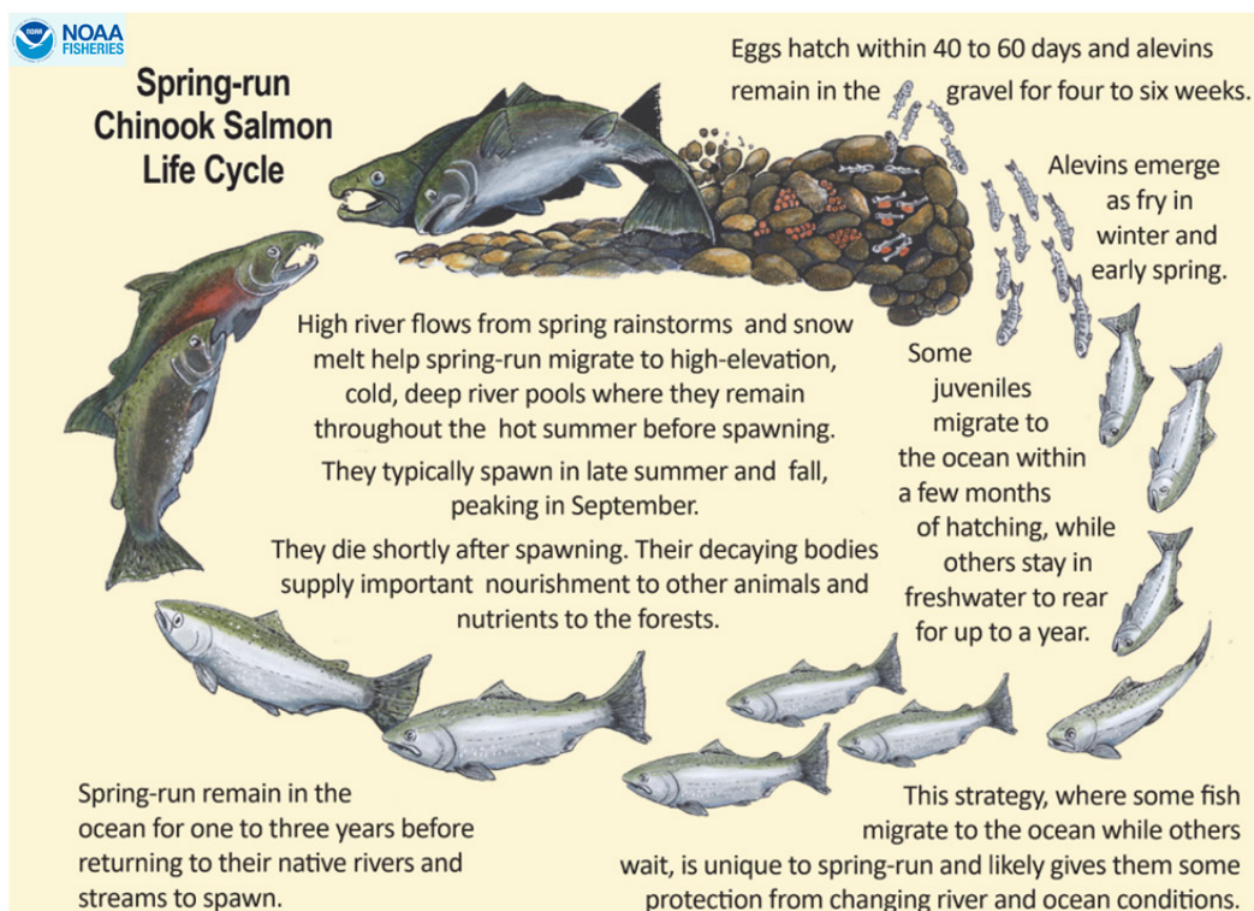 NOAA
FISHERIES
Spring-run
Chinook Salmon
Life Cycle
Eggs hatch within 40 to 60 days and alevins
remain in the gravel for four to six weeks.
Alevins emerge
as fry in
winter and
early spring.
Some
juveniles
migrate to
the ocean within
a few months
of hatching, while
others stay in
freshwater to rear
for up to a year.
This strategy, where some fish
migrate to the ocean while others
wait, is unique to spring-run and likely gives them some
protection from changing river and ocean conditions.
Spring-run remain in the
ocean for one to three years before
returning to their native rivers and
streams to spawn.
High river flows from spring rainstorms and snow
melt help spring-run migrate to high-elevation,
cold, deep river pools where they remain
throughout the hot summer before spawning.
They typically spawn in late summer and fall,
peaking in September.
They die shortly after spawning. Their decaying bodies
supply important nourishment to other animals and
nutrients to the forests.